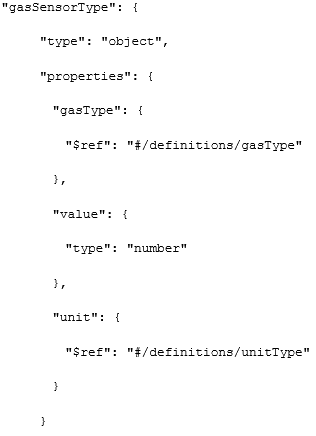 "gasSensorType": {
"type": "object",
"properties": {
"gasType": {
"$ref": "#/definitions/gasType"
},
"value": {
"type": "number"
},
"unit": {
"$ref": "#/definitions/unitType"
}
}